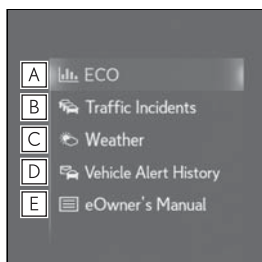 A ECO
B Traffic Incidents
C Weather
D Vehicle Alert History
E eOwner's Manual